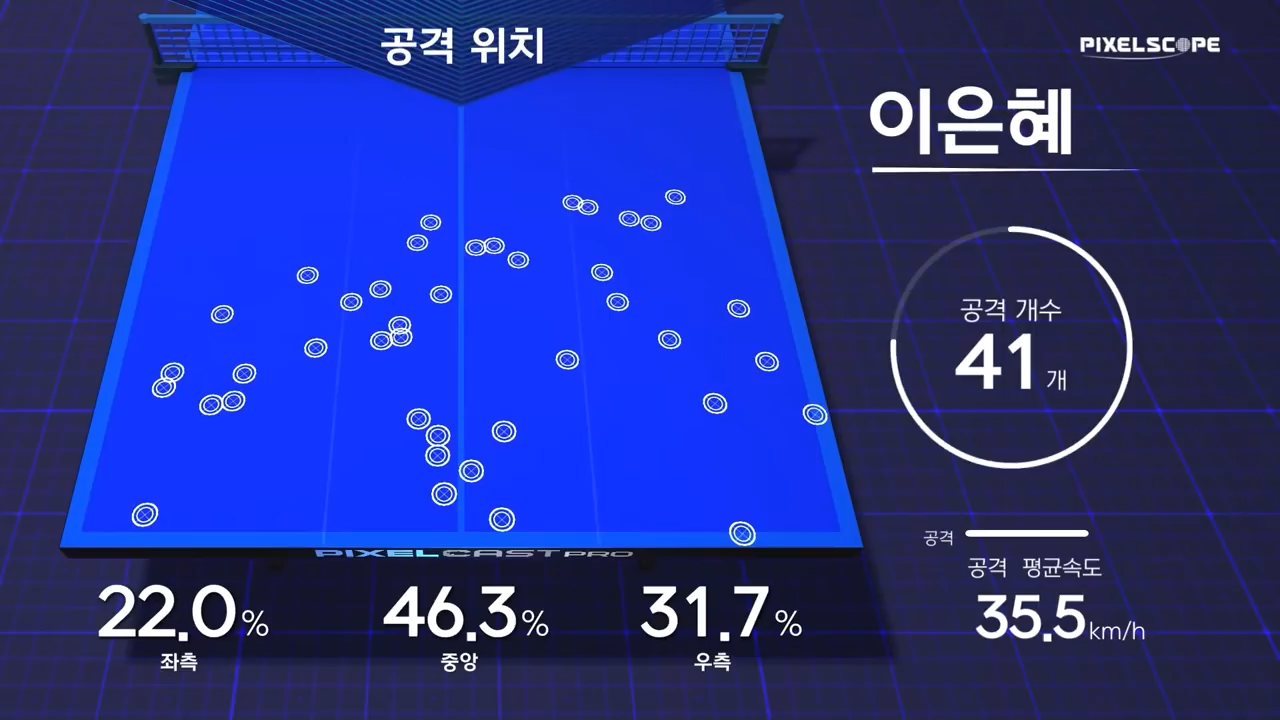 공격 위치
PIXELSCOPE
이은혜
공격 개수
41개
공격
공격 평균속도
35.5km/h
PIXELCASTPRO
22.0%
좌측
46.3%
중앙
31.7%
우측